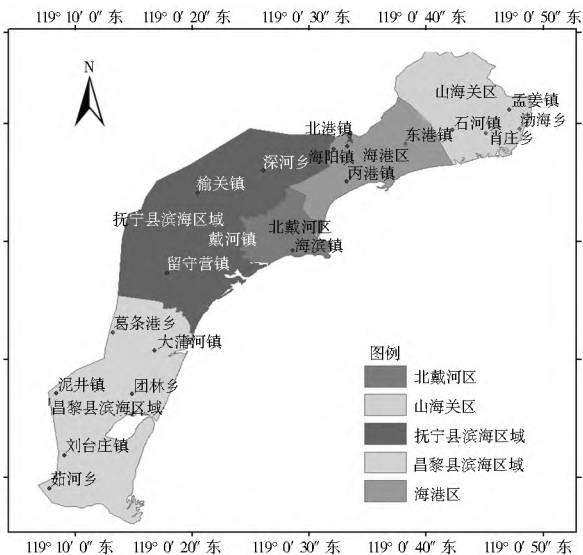 119° 0′ 0″ 东
119° 0′ 20″ 东
119° 0′ 30″ 东
119° 0′ 40″ 东
119° 0′ 50″ 东
N
山海关区
孟姜镇
渤海乡
石河镇
肖庄乡
北港镇
东港镇
海阳镇
海港区
丙港镇
深河乡
榆关镇
抚宁县滨海区域
北戴河区
戴河镇
海滨镇
留守营镇
葛条港乡
大蒲河镇
泥井镇
团林乡
昌黎县滨海区域
刘台庄镇
茹河乡
图例
北戴河区
山海关区
抚宁县滨海区域
昌黎县滨海区域
海港区
119° 10′ 0″ 东
119° 0′ 20″ 东
119° 0′ 30″ 东
119° 0′ 40″ 东
119° 0′ 50″ 东